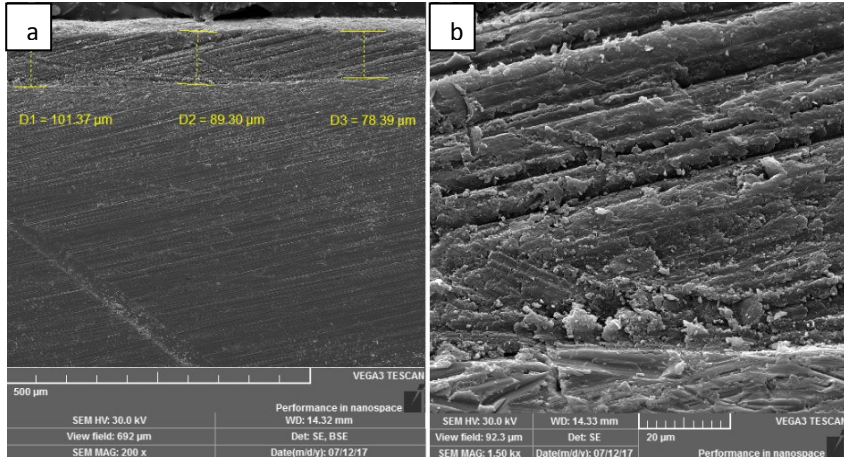 a
D1 = 101.37 µm D2 = 89.30 µm D3 = 78.39 µm
500 µm VEGA3 TESCAN
Performance in nanospace
SEM HV: 30.0 kV WD: 14.32 mm
View field: 692 µm Det: SE, BSE
SEM MAG: 200 x Date(m/d/y): 07/12/17
b
SEM HV: 30.0 kV WD: 14.33 mm VEGA3 TESCAN
View field: 92.3 µm Det: SE 20 µm
SEM MAG: 1.50 kx Date(m/d/y): 07/12/17 Performance in nanospace